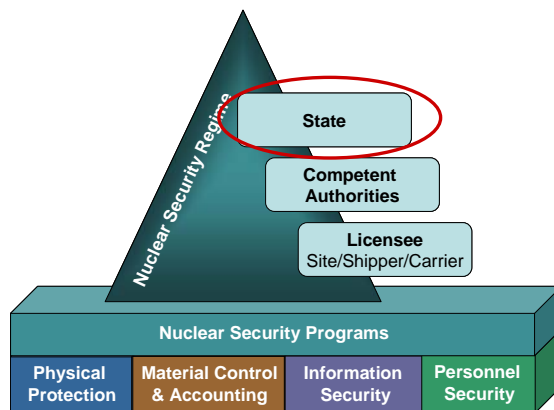 Nuclear Security Regime
State
Competent
Authorities
Licensee
Site/Shipper/Carrier
Nuclear Security Programs
Physical
Protection
Material Control
& Accounting
Information
Security
Personnel
Security